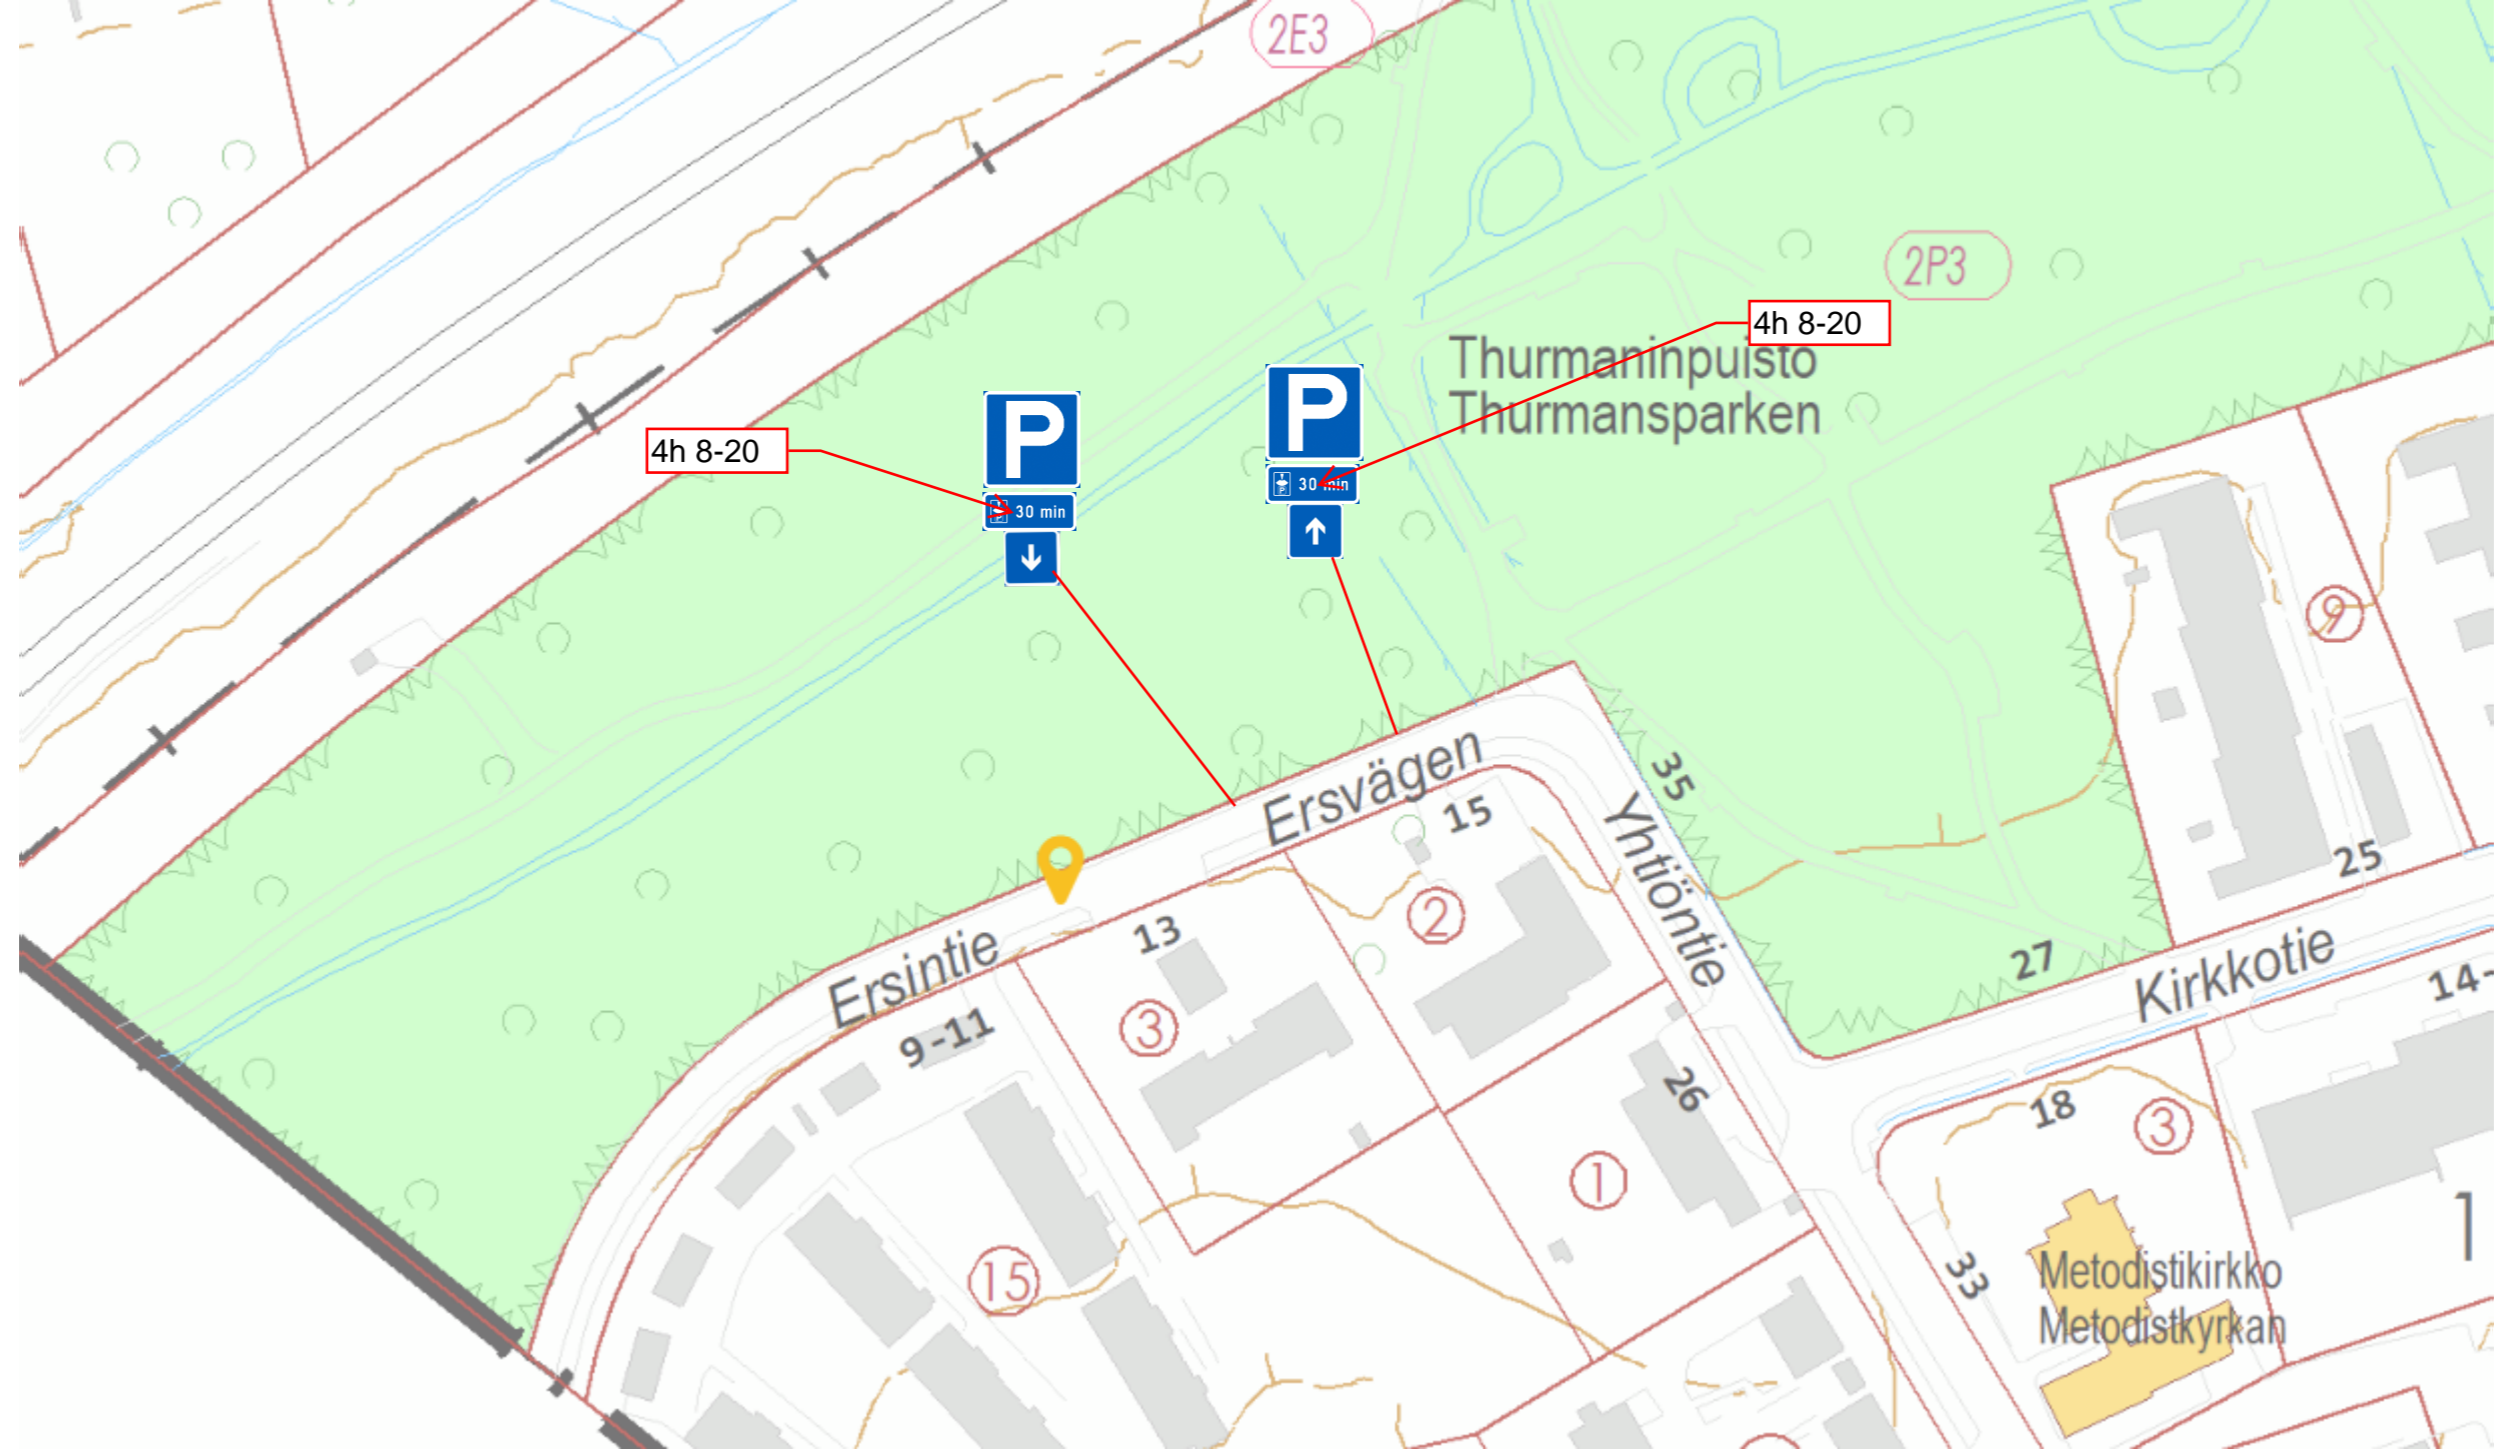 2E3
2P3
4h 8-20
Thurmaninpuisto
Thurmansparken
P
30 min
P
30 min
4h 8-20
9
35
Ersvägen
15
Yhtiöntie
25
2
13
Ersintie
27
Kirkkotie
14-
9-11
3
26
18
3
1
1
15
33
Metodistikirkko
Metodistkyrkan